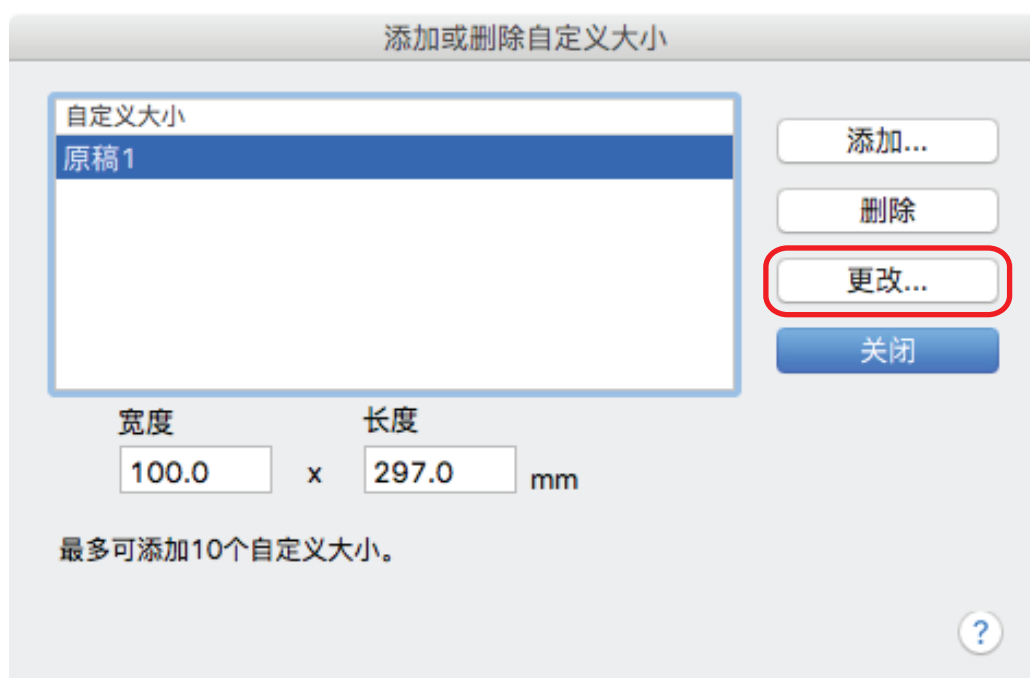 添加或删除自定义大小
自定义大小
原稿1
添加...
删除
更改...
关闭
宽度 长度
100.0 x 297.0 mm
最多可添加10个自定义大小。
?